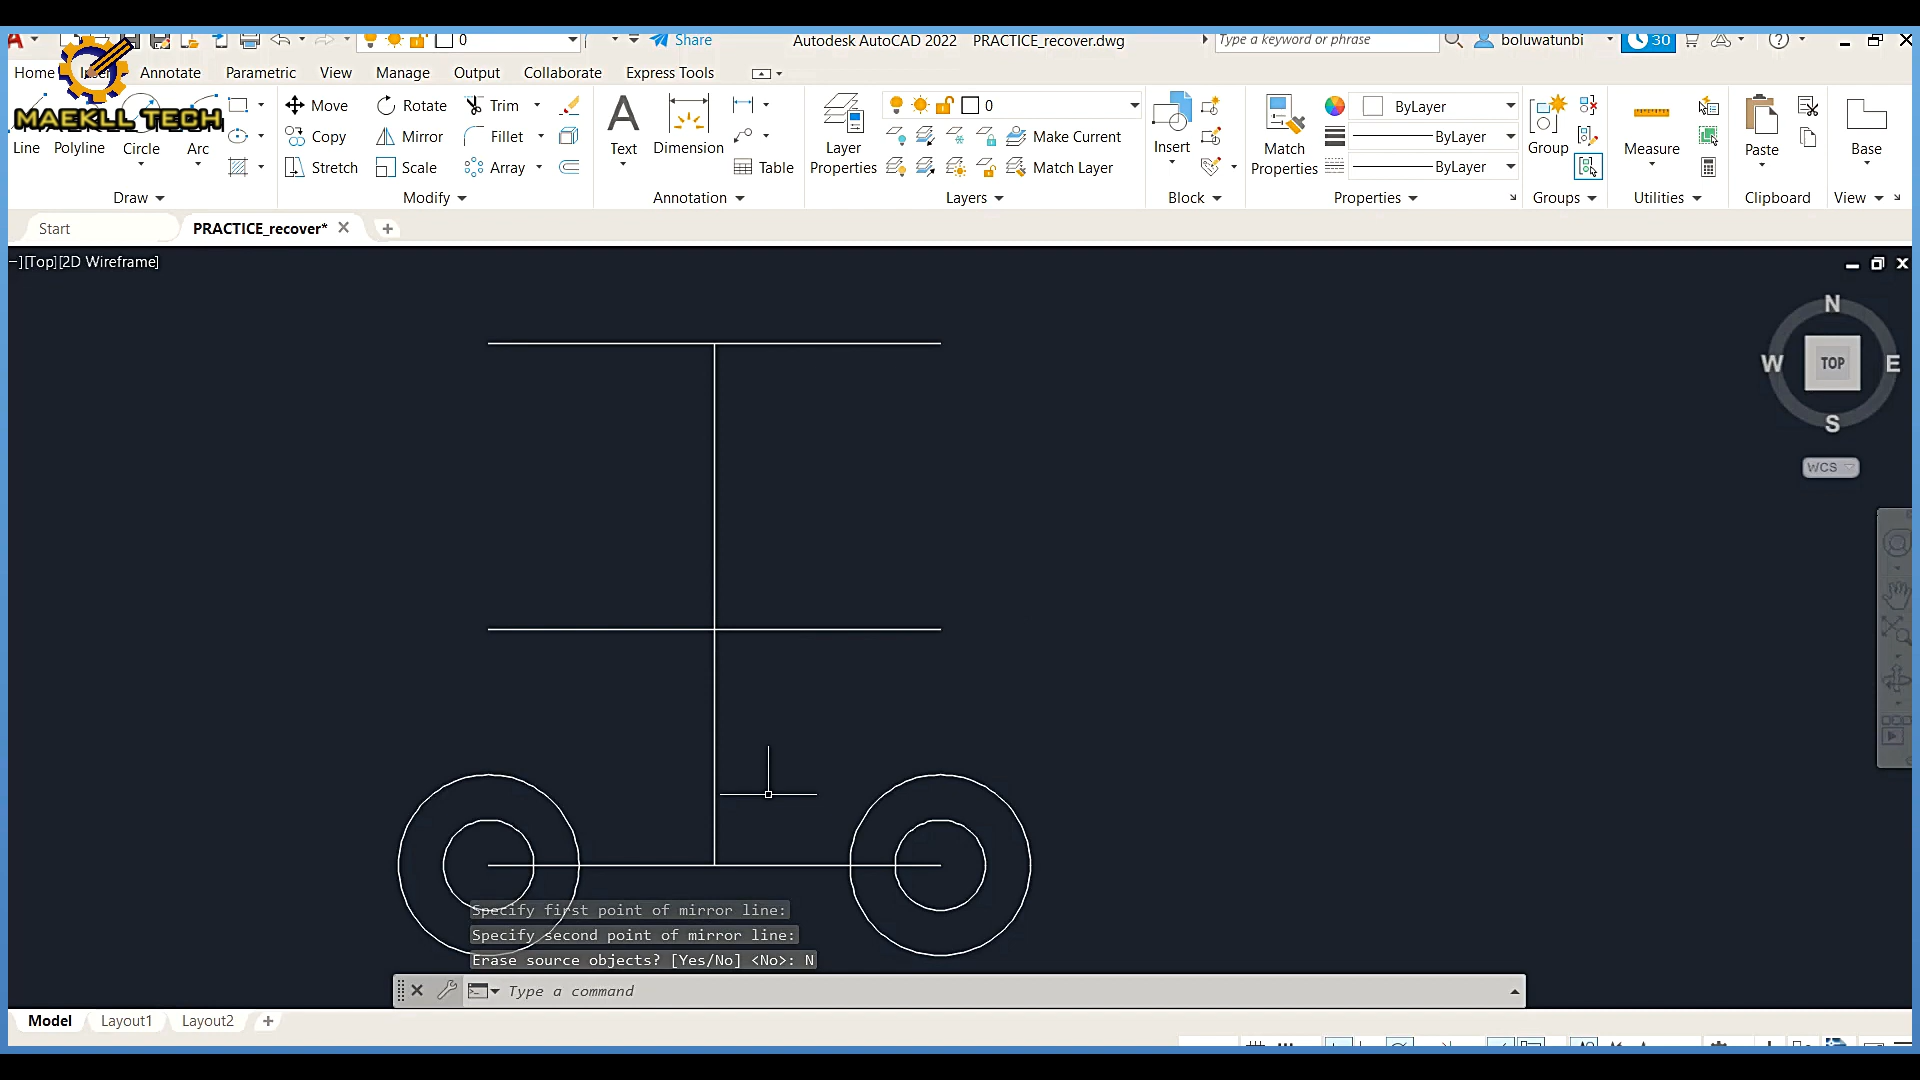 0
Share
Autodesk AutoCAD 2022 PRACTICE_recover.dwg
Type a keyword or phrase
boluwatunbi
30
Home
Annotate
Parametric
View
Manage
Output
Collaborate
Express Tools
MAEKLL TECH
Line
Polyline
Circle
Arc
Draw
Move
Rotate
Trim
Copy
Mirror
Fillet
Stretch
Scale
Array
Modify
Text
Dimension
Table
Annotation
Layer
Properties
0
Make Current
Match Layer
Layers
Insert
Block
Match
Properties
ByLayer
ByLayer
ByLayer
Properties
Group
Groups
Measure
Utilities
Paste
Clipboard
Base
View
Start
PRACTICE_recover*
−][Top][2D Wireframe]
N
W
TOP
E
S
WCS
Specify first point of mirror line:
Specify second point of mirror line:
Erase source objects? [Yes/No] <No>: N
Type a command
Model
Layout1
Layout2